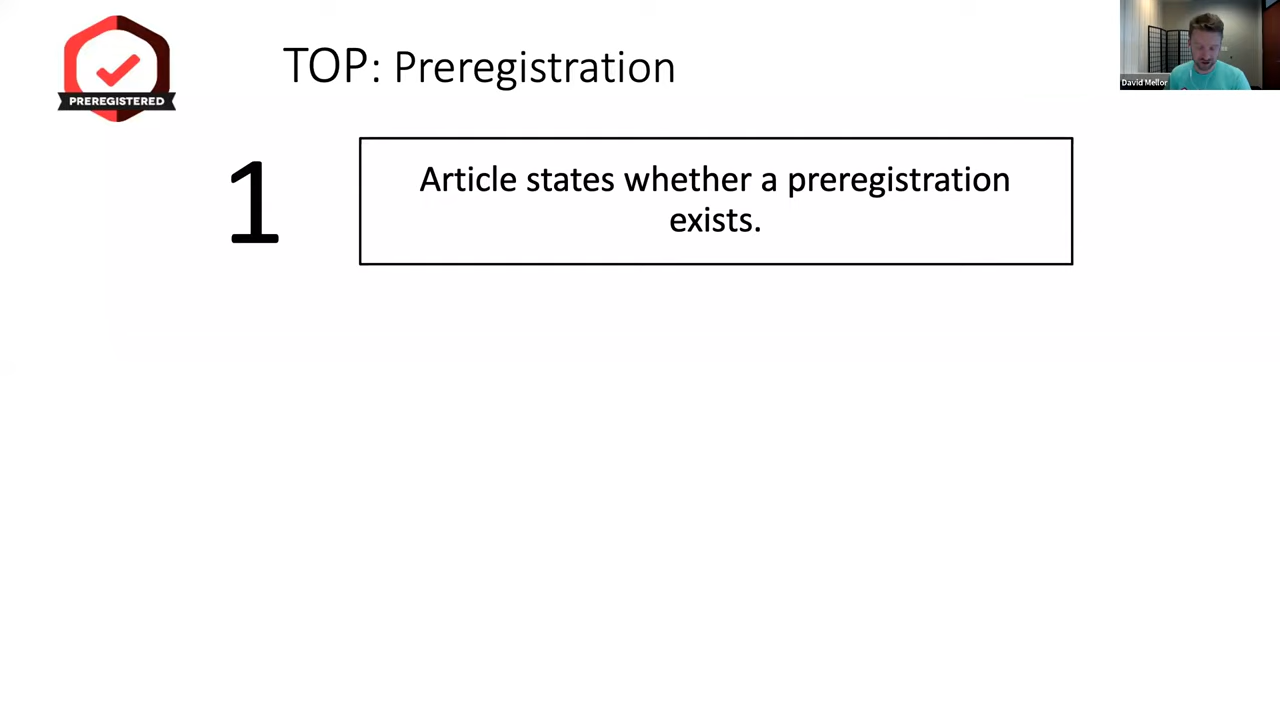 PREREGISTERED
TOP: Preregistration
David Mellor
1
Article states whether a preregistration
exists.